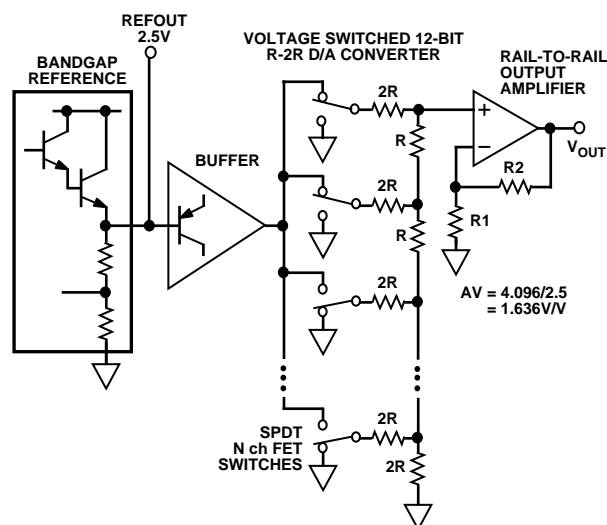 REFOUT
2.5V
BANDGAP
REFERENCE
VOLTAGE SWITCHED 12-BIT
R-2R D/A CONVERTER
RAIL-TO-RAIL
OUTPUT
AMPLIFIER
BUFFER
2R
R
2R
R
2R
2R
2R
SPDT
N ch FET
SWITCHES
+
–
VOUT
R2
R1
AV = 4.096/2.5
= 1.636V/V